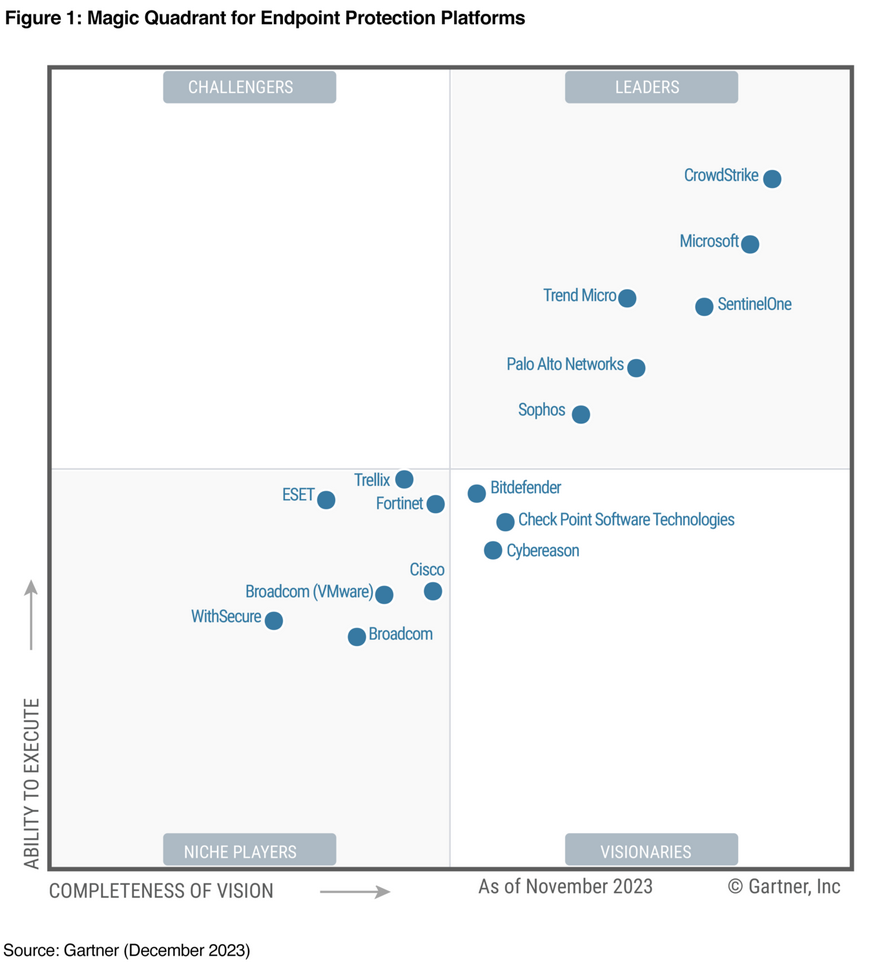 Figure 1: Magic Quadrant for Endpoint Protection Platforms
CHALLENGERS
LEADERS
CrowdStrike
Microsoft
Trend Micro
SentinelOne
Palo Alto Networks
Sophos
Trellix
ESET
Fortinet
Bitdefender
Check Point Software Technologies
Cybereason
Cisco
Broadcom (VMware)
WithSecure
Broadcom
ABILITY TO EXECUTE
NICHE PLAYERS
VISIONARIES
COMPLETENESS OF VISION
As of November 2023
© Gartner, Inc
Source: Gartner (December 2023)